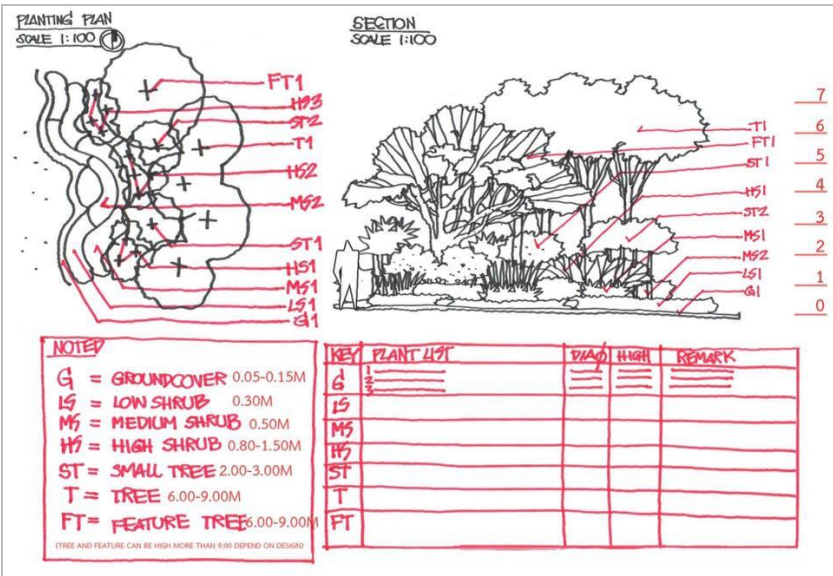 PLANTING PLAN
SCALE 1:100
FT1
HS3
ST2
T1
HS2
MS2
ST1
HS1
MS1
LS1
G1
SECTION
SCALE 1:100
T1
FT1
ST1
HS1
ST2
MS1
MS2
LS1
G1
7
6
5
4
3
2
1
0
NOTED
G = GROUNDCOVER 0.05-0.15M
LS = LOW SHRUB 0.30M
MS = MEDIUM SHRUB 0.50M
HS = HIGH SHRUB 0.80-1.50M
ST = SMALL TREE 2.00-3.00M
T = TREE 6.00-9.00M
FT= FEATURE TREE 6.00-9.00M
(TREE AND FEATURE CAN BE HIGH MORE THAN 9.00 DEPEND ON DESIGN)
KEY PLANT LIST DIAØ HIGH REMARK
G 1
2
3
LS
MS
HS
ST
T
FT